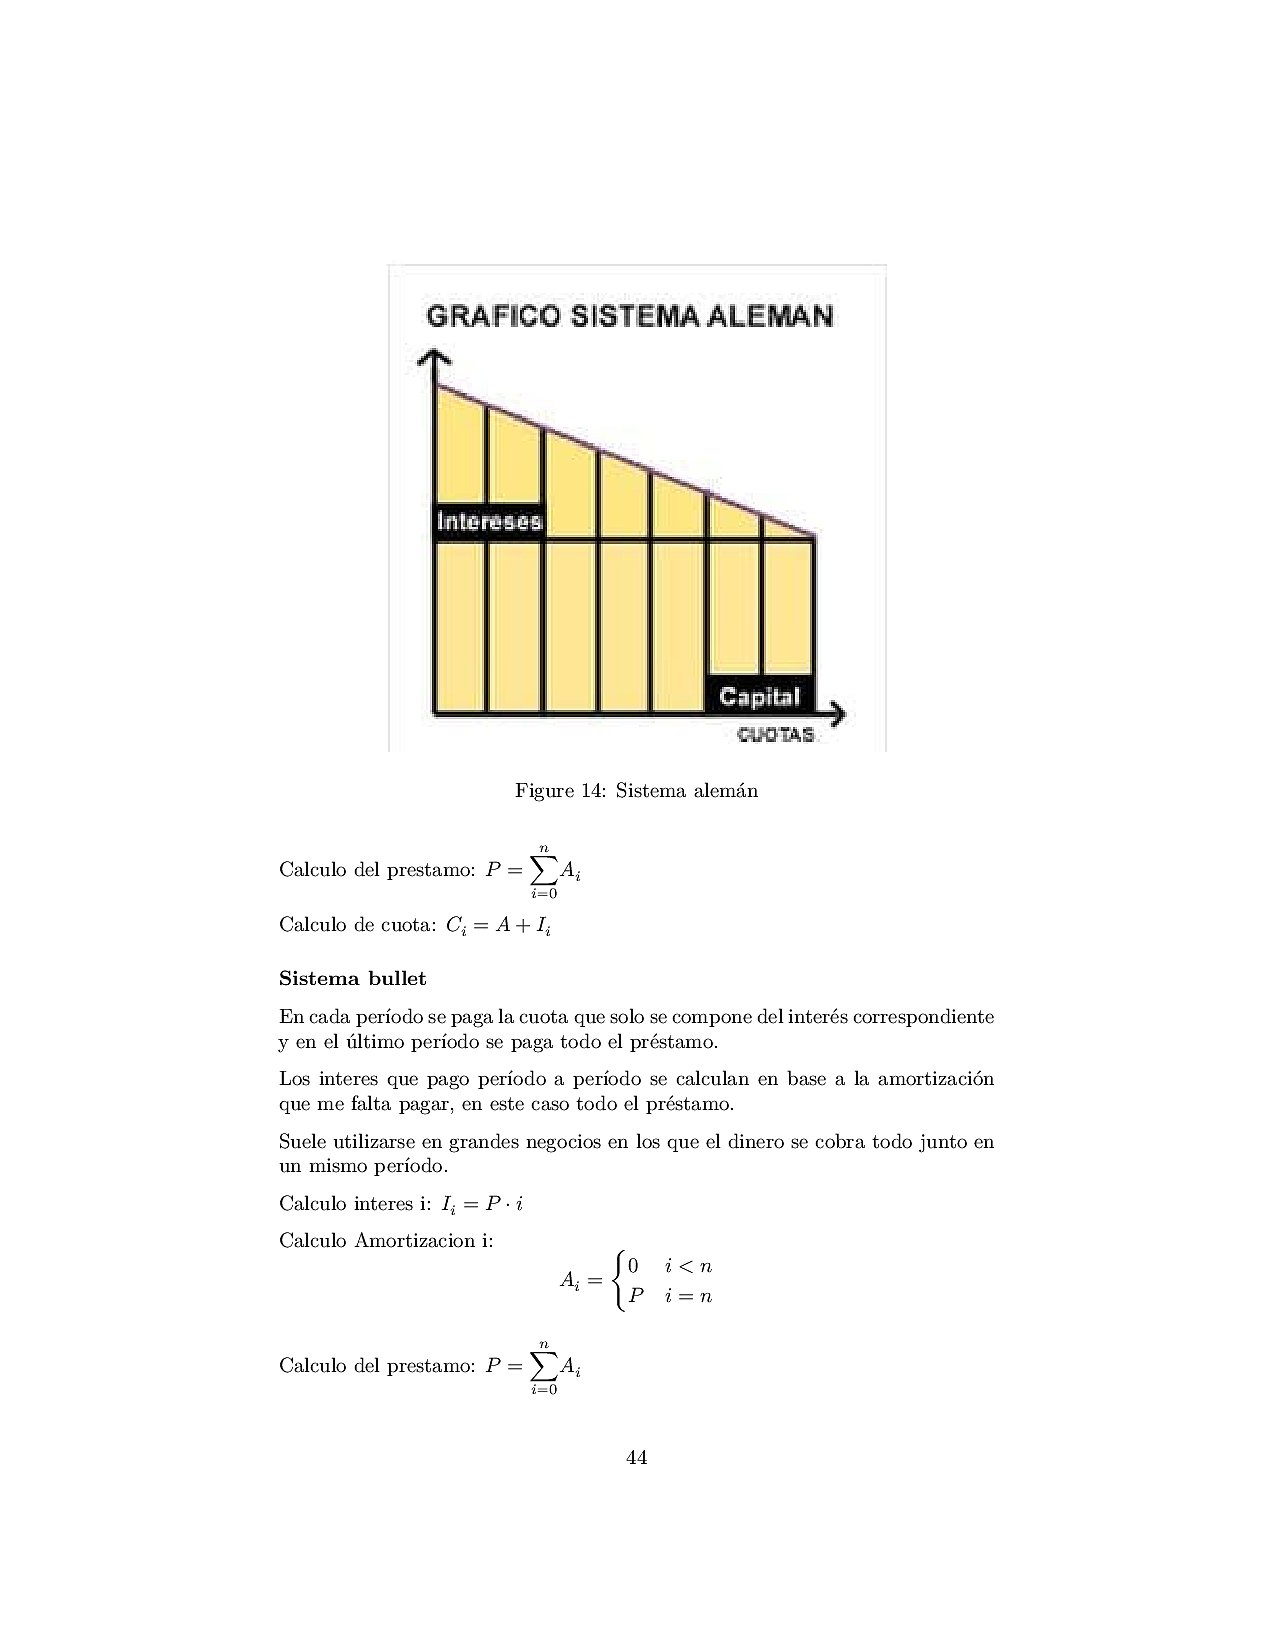 GRAFICO SISTEMA ALEMAN
Intereses
Capital
CUOTAS
Figure 14: Sistema alemán
Calculo del prestamo: $P = \sum_{i=0}^{n} A_i$
Calculo de cuota: $C_i = A + I_i$
Sistema bullet
En cada período se paga la cuota que solo se compone del interés correspondiente
y en el último período se paga todo el préstamo.
Los interes que pago período a período se calculan en base a la amortización
que me falta pagar, en este caso todo el préstamo.
Suele utilizarse en grandes negocios en los que el dinero se cobra todo junto en
un mismo período.
Calculo interes i: $I_i = P \cdot i$
Calculo Amortizacion i:
$A_i = \begin{cases} 0 & i < n \\ P & i = n \end{cases}$
Calculo del prestamo: $P = \sum_{i=0}^{n} A_i$
44